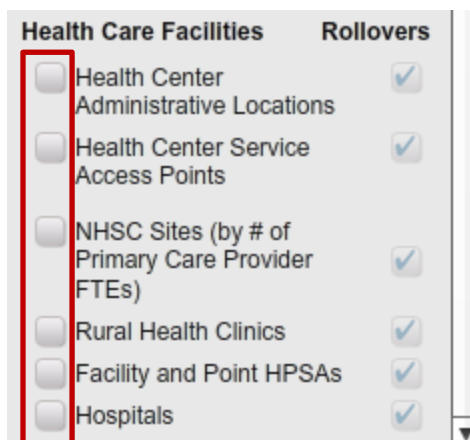 Health Care Facilities Rollovers
Health Center
Administrative Locations
Health Center Service
Access Points
NHSC Sites (by # of
Primary Care Provider
FTEs)
Rural Health Clinics
Facility and Point HPSAs
Hospitals